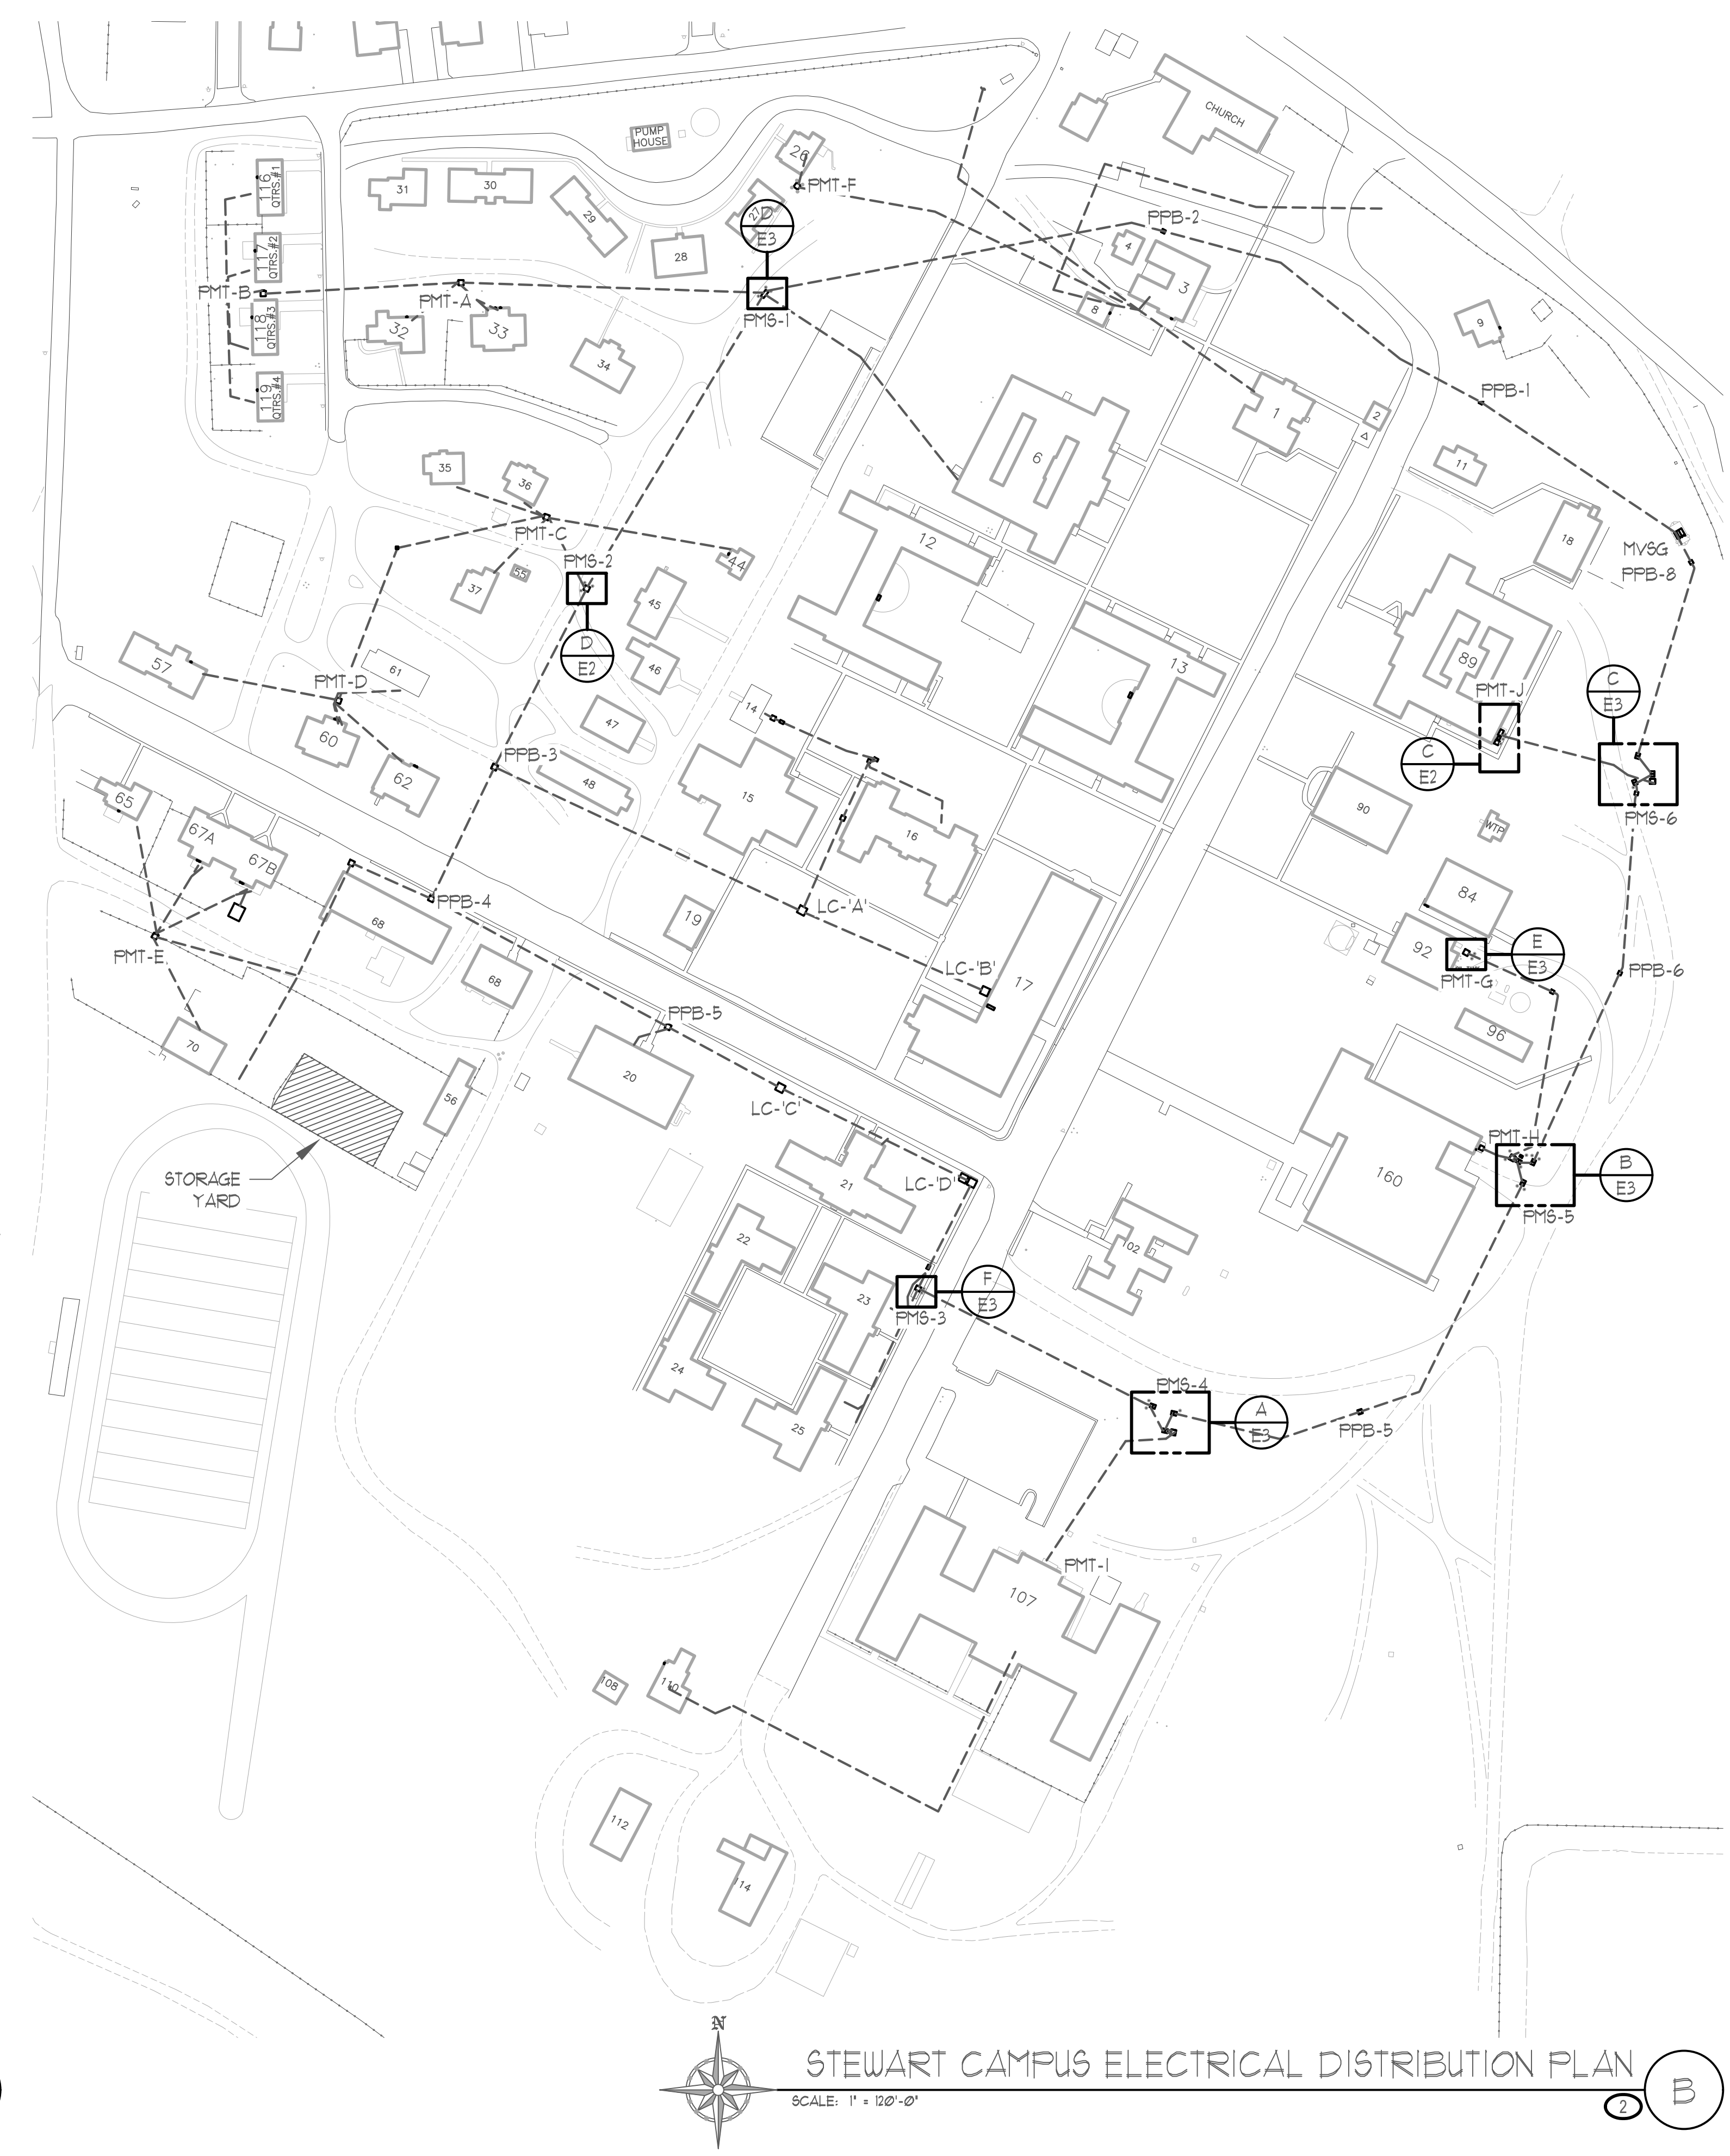 CHURCH
PUMP
HOUSE
26
PMT-F
116
QTRS.#1
31
30
29
27
D
E3
PPB-2
4
3
117
QTRS.#2
28
PMT-B
PMT-A
PMS-1
8
118
QTRS.#3
32
33
34
9
119
QTRS.#4
PPB-1
1
2
35
36
6
11
PMT-C
12
18
MVSG
PPB-8
PMS-2
44
55
37
45
D
E2
46
13
89
57
61
PMT-D
PMT-J
C
E3
14
47
60
C
E2
PPB-3
62
48
15
90
PMS-6
65
67A
67B
16
WTP
PPB-4
68
LC-'A'
19
84
PMT-E
92
E
E3
68
LC-'B'
17
PMT-G
PPB-6
PPB-5
96
70
20
56
LC-'C'
PMT-H
STORAGE
YARD
21
LC-'D'
160
B
E3
PMS-5
22
102
F
E3
23
PMS-3
24
PMS-4
A
E3
25
PPB-5
PMT-I
107
108
110
112
114
N
STEWART CAMPUS ELECTRICAL DISTRIBUTION PLAN
SCALE: 1" = 120'-0"
2
B